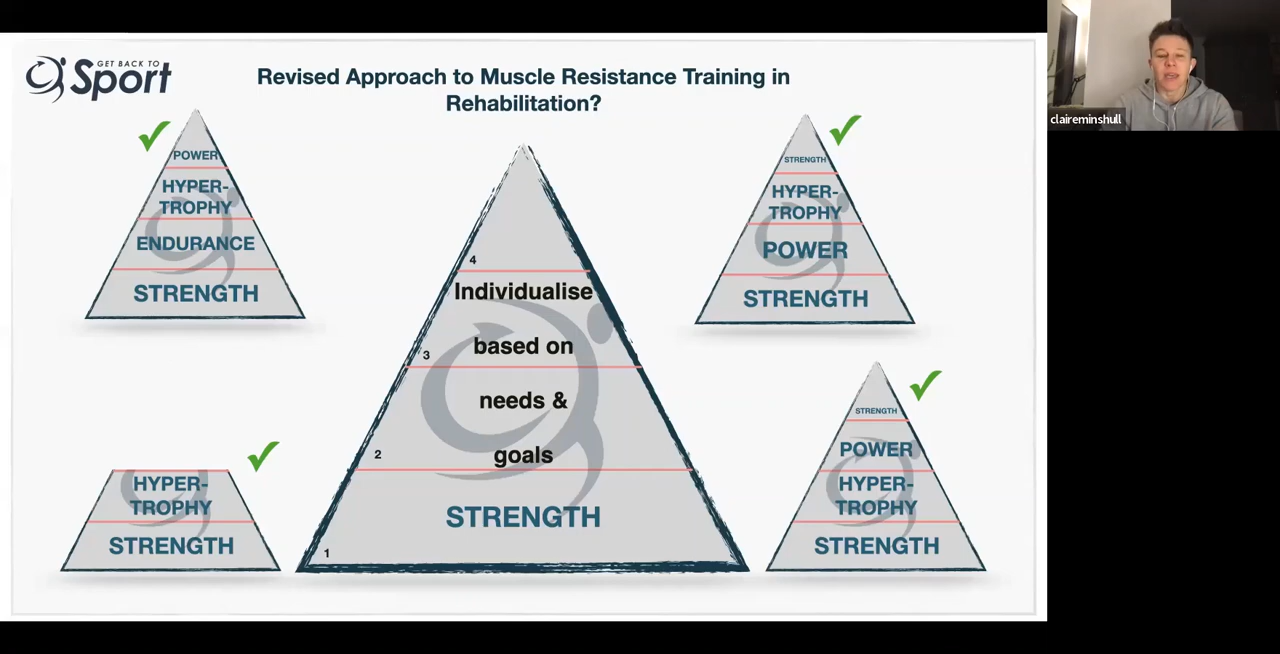 GET BACK TO
Sport
Revised Approach to Muscle Resistance Training in
Rehabilitation?
claireminshull
POWER
HYPER-
TROPHY
ENDURANCE
STRENGTH
4
Individualise
3
based on
needs &
2
goals
STRENGTH
1
STRENGTH
HYPER-
TROPHY
POWER
STRENGTH
HYPER-
TROPHY
STRENGTH
STRENGTH
POWER
HYPER-
TROPHY
STRENGTH